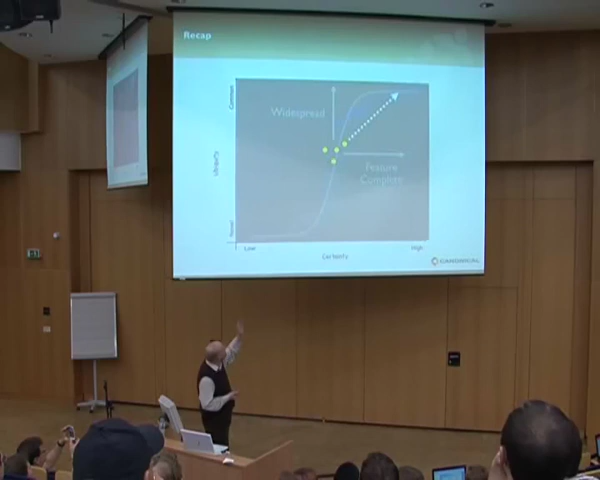 Recap
Common
Widespread
Ubiquity
Feature
Complete
Novel
Low
High
Certainty
CANONICAL